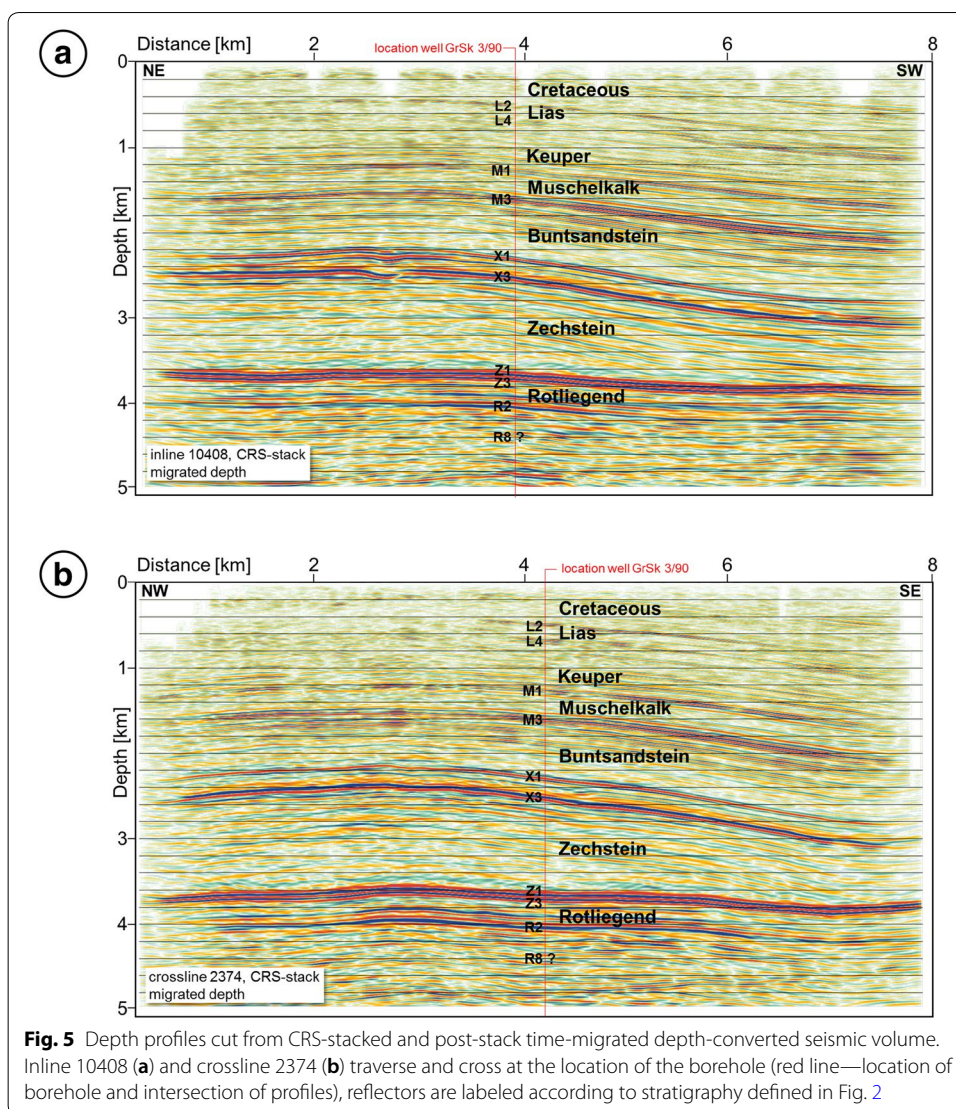 a
Distance [km] 2 location well GrSk 3/90 4 6 8
0
NE SW
Cretaceous
L2
Lias
L4
1
Keuper
M1
Muschelkalk
M3
Depth [km]
Buntsandstein
X1
X3
3
Zechstein
Z1
Z3
Rotliegend
4
R2
R8 ?
inline 10408, CRS-stack
migrated depth
5
b
Distance [km] 2 4 location well GrSk 3/90 6 8
0
NW SE
Cretaceous
L2
Lias
L4
1
Keuper
M1
Muschelkalk
M3
Depth [km]
Buntsandstein
X1
X3
3
Zechstein
Z1
Z3
Rotliegend
4
R2
R8 ?
crossline 2374, CRS-stack
migrated depth
5
Fig. 5 Depth profiles cut from CRS-stacked and post-stack time-migrated depth-converted seismic volume.
Inline 10408 (a) and crossline 2374 (b) traverse and cross at the location of the borehole (red line—location of
borehole and intersection of profiles), reflectors are labeled according to stratigraphy defined in Fig. 2